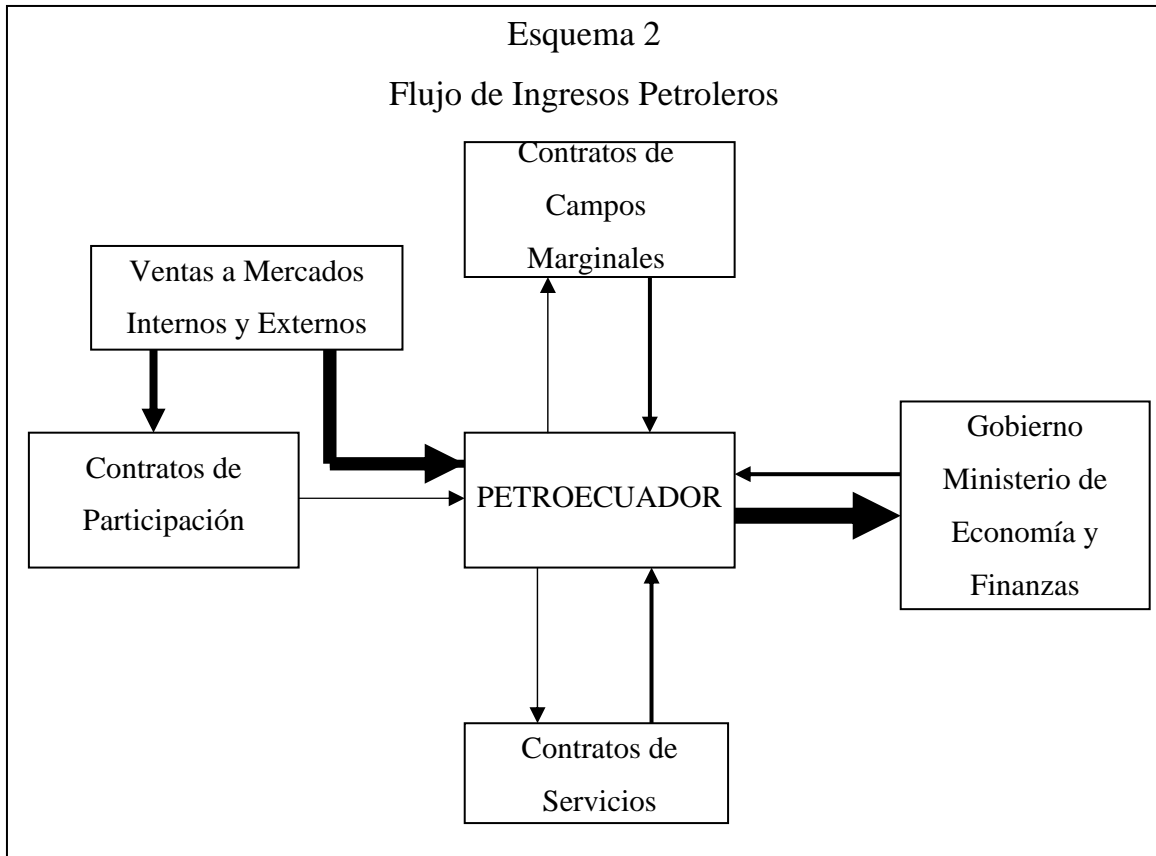 Esquema 2
Flujo de Ingresos Petroleros
Contratos de
Campos
Marginales
Ventas a Mercados
Internos y Externos
Contratos de
Participación
PETROECUADOR
Gobierno
Ministerio de
Economía y
Finanzas
Contratos de
Servicios